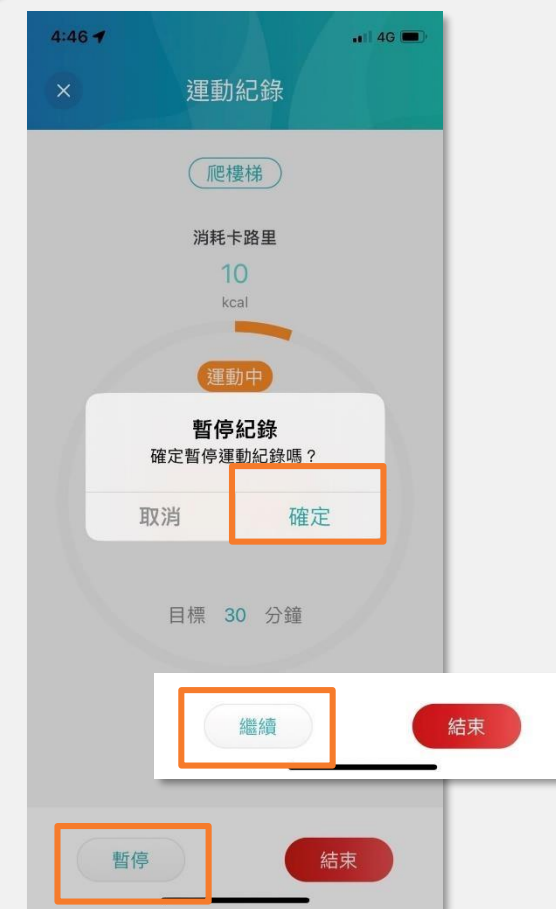 4:46
4G
×
運動紀錄
爬樓梯
消耗卡路里
10
kcal
運動中
暫停紀錄
確定暫停運動紀錄嗎？
取消 確定
目標 30 分鐘
繼續 結束
暫停 結束